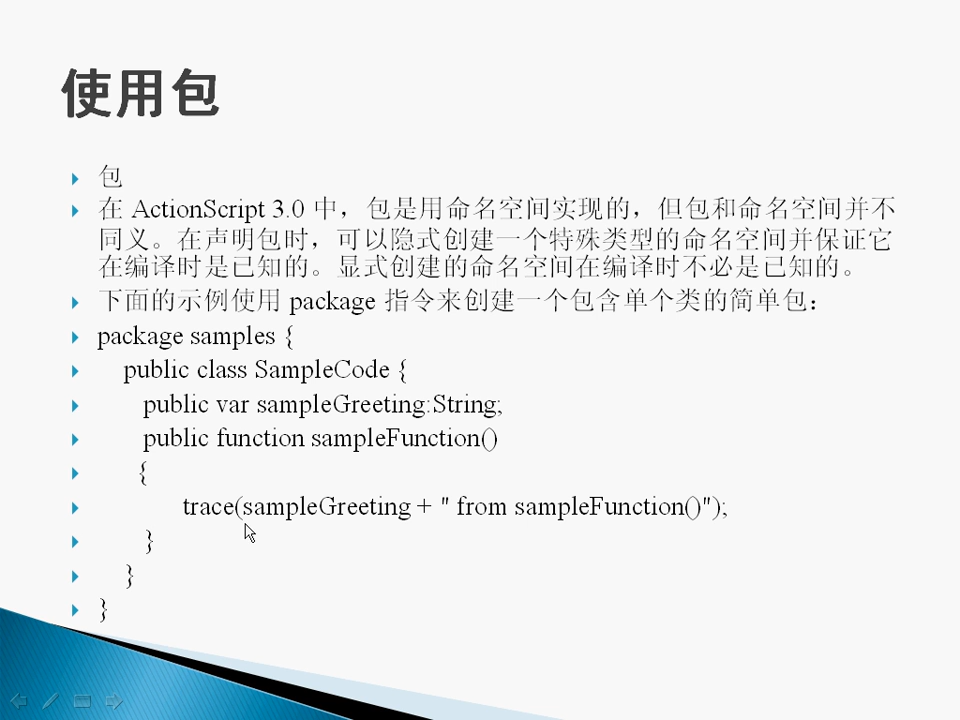 使用包
包
在 ActionScript 3.0 中，包是用命名空间实现的，但包和命名空间并不
同义。在声明包时，可以隐式创建一个特殊类型的命名空间并保证它
在编译时是已知的。显式创建的命名空间在编译时不必是已知的。
下面的示例使用 package 指令来创建一个包含单个类的简单包：
package samples {
public class SampleCode {
public var sampleGreeting:String;
public function sampleFunction()
{
trace(sampleGreeting + " from sampleFunction()");
}
}
}